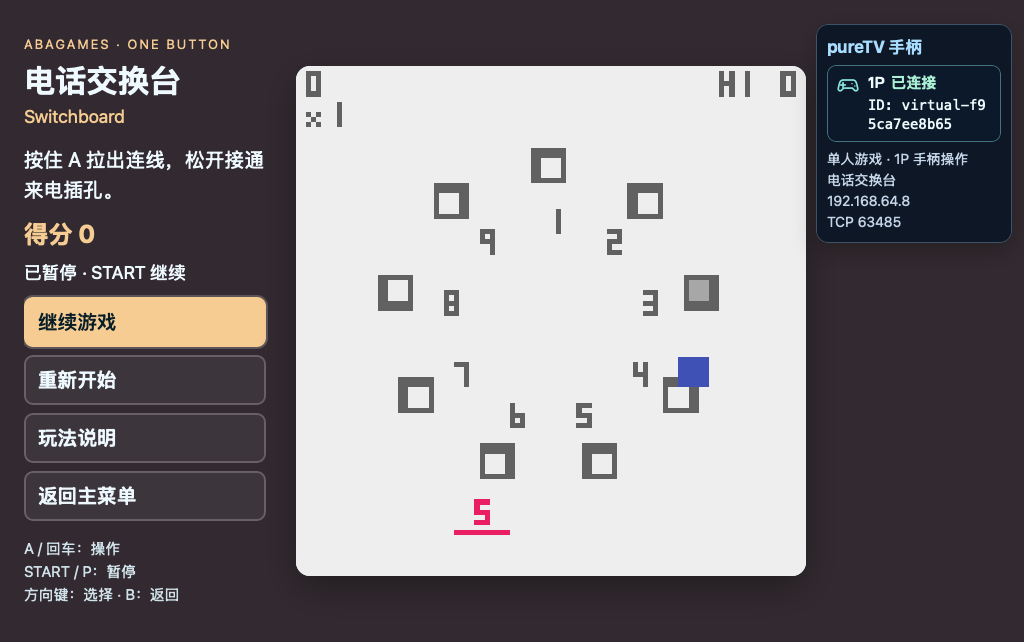 ABAGAMES · ONE BUTTON
电话交换台
Switchboard
按住 A 拉出连线，松开接通
来电插孔。
得分 0
已暂停 · START 继续
继续游戏
重新开始
玩法说明
返回主菜单
A / 回车：操作
START / P：暂停
方向键：选择 · B：返回
0
HI 0
x1
1
9
2
8
3
7
4
6
5
5
pureTV 手柄
1P 已连接
ID: virtual-f9
5ca7ee8b65
单人游戏 · 1P 手柄操作
电话交换台
192.168.64.8
TCP 63485